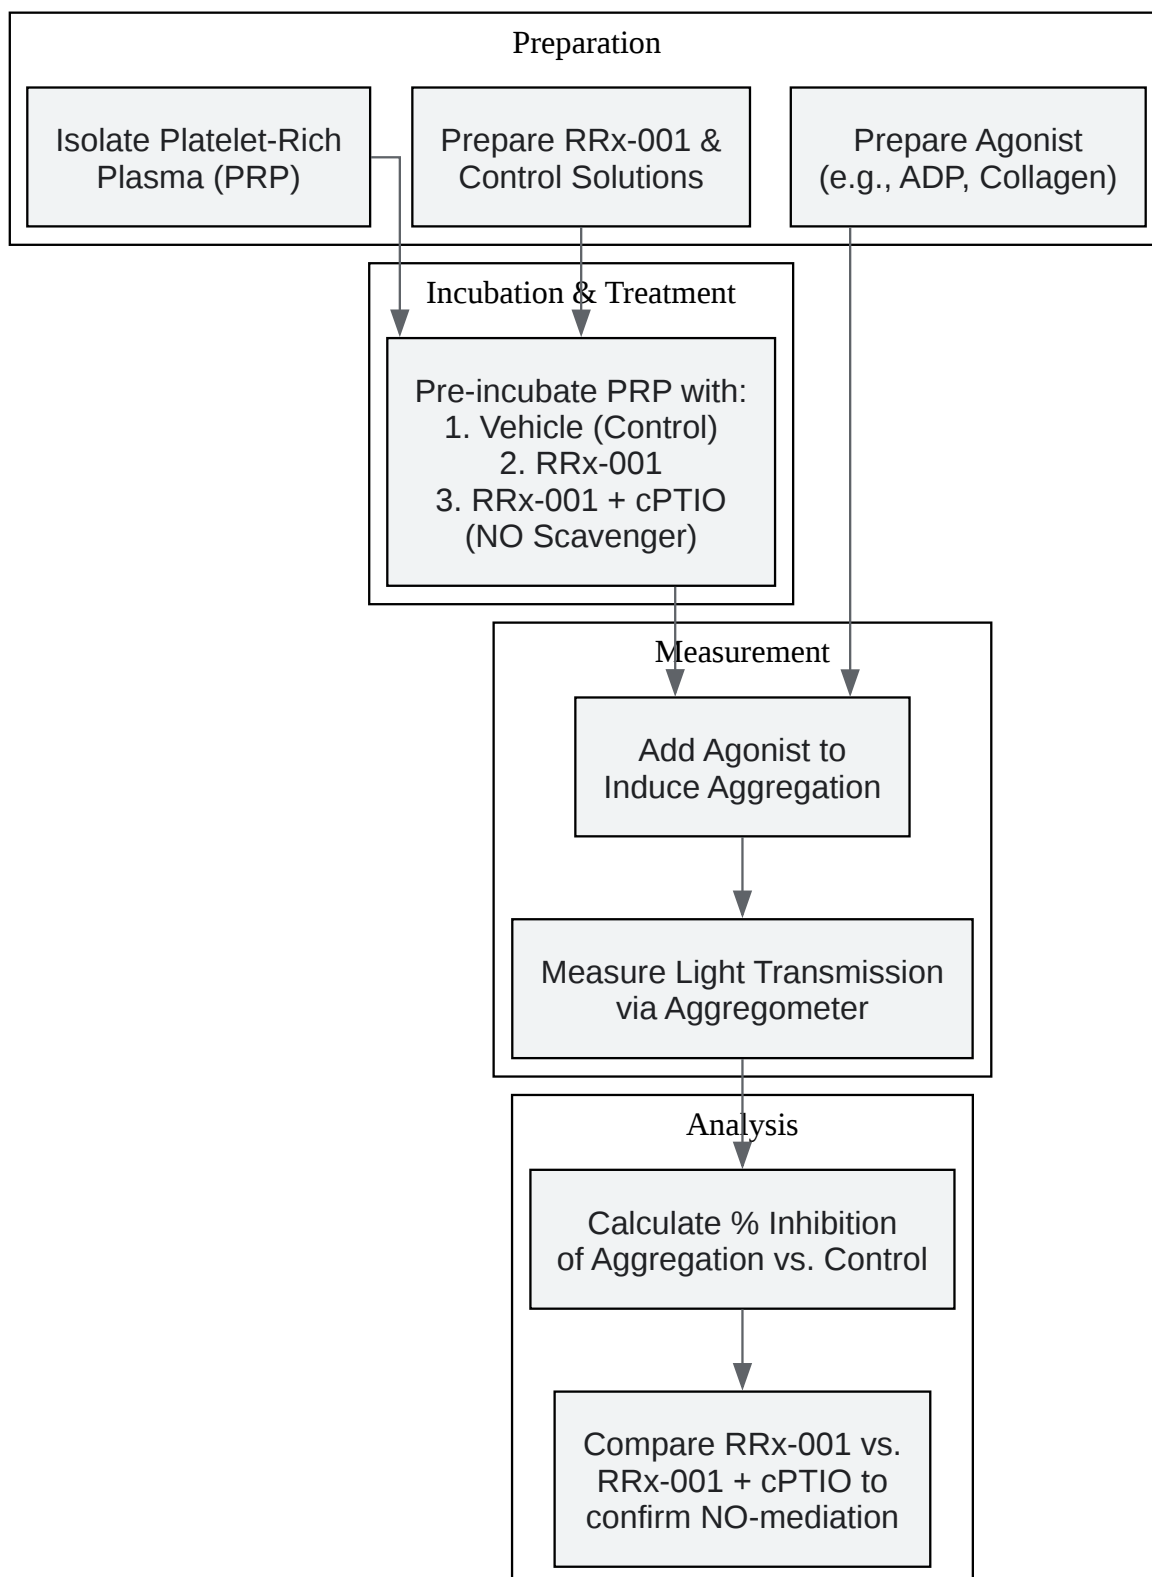 Preparation
Isolate Platelet-Rich
Plasma (PRP)
Prepare RRx-001 &
Control Solutions
Prepare Agonist
(e.g., ADP, Collagen)
Incubation & Treatment
Pre-incubate PRP with:
1. Vehicle (Control)
2. RRx-001
3. RRx-001 + cPTIO
(NO Scavenger)
Measurement
Add Agonist to
Induce Aggregation
Measure Light Transmission
via Aggregometer
Analysis
Calculate % Inhibition
of Aggregation vs. Control
Compare RRx-001 vs.
RRx-001 + cPTIO to
confirm NO-mediation